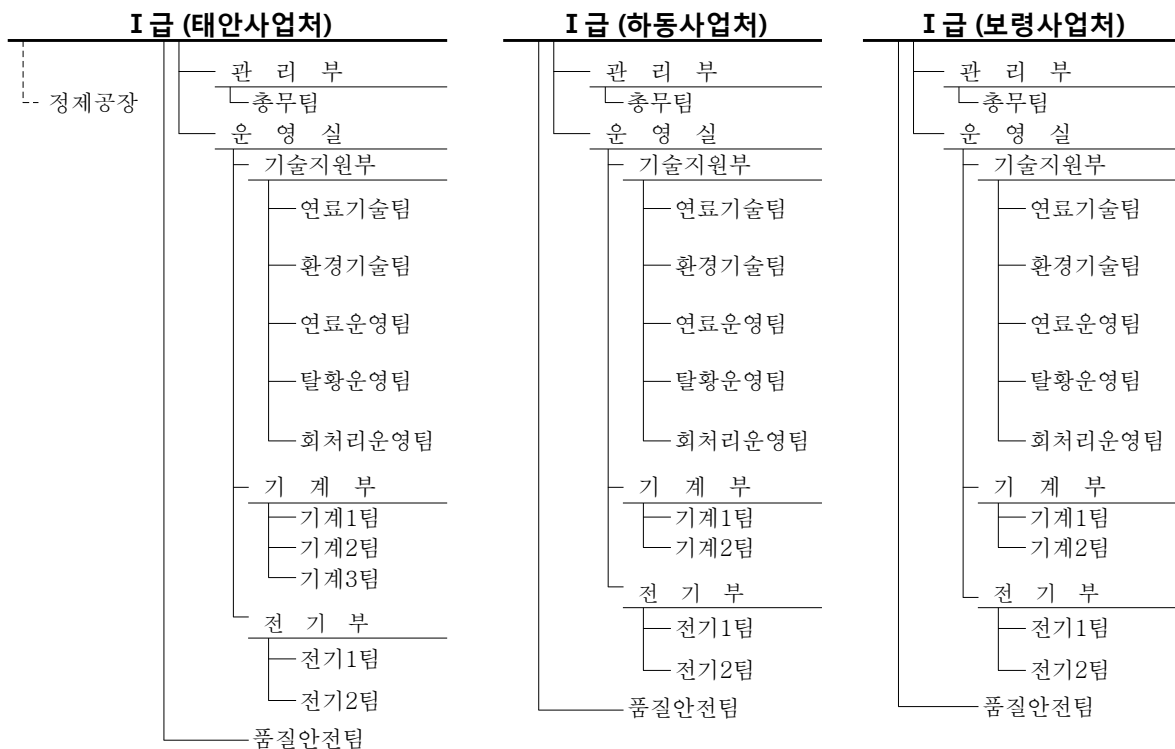 Ⅰ급 (태안사업처)
정제공장
관 리 부
총무팀
운 영 실
기술지원부
연료기술팀
환경기술팀
연료운영팀
탈황운영팀
회처리운영팀
기 계 부
기계1팀
기계2팀
기계3팀
전 기 부
전기1팀
전기2팀
품질안전팀
Ⅰ급 (하동사업처)
관 리 부
총무팀
운 영 실
기술지원부
연료기술팀
환경기술팀
연료운영팀
탈황운영팀
회처리운영팀
기 계 부
기계1팀
기계2팀
전 기 부
전기1팀
전기2팀
품질안전팀
Ⅰ급 (보령사업처)
관 리 부
총무팀
운 영 실
기술지원부
연료기술팀
환경기술팀
연료운영팀
탈황운영팀
회처리운영팀
기 계 부
기계1팀
기계2팀
전 기 부
전기1팀
전기2팀
품질안전팀